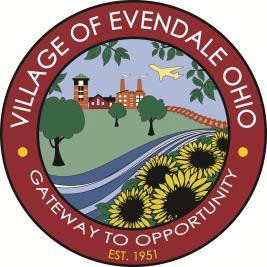 VILLAGE OF EVENDALE OHIO
GATEWAY TO OPPORTUNITY
EST. 1951